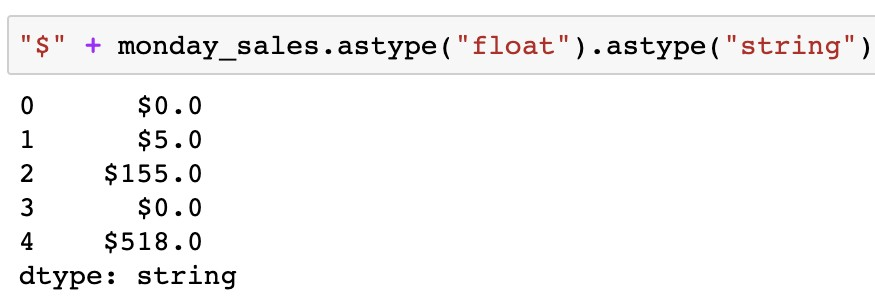 "$" + monday_sales.astype("float").astype("string")
0 $0.0
1 $5.0
2 $155.0
3 $0.0
4 $518.0
dtype: string